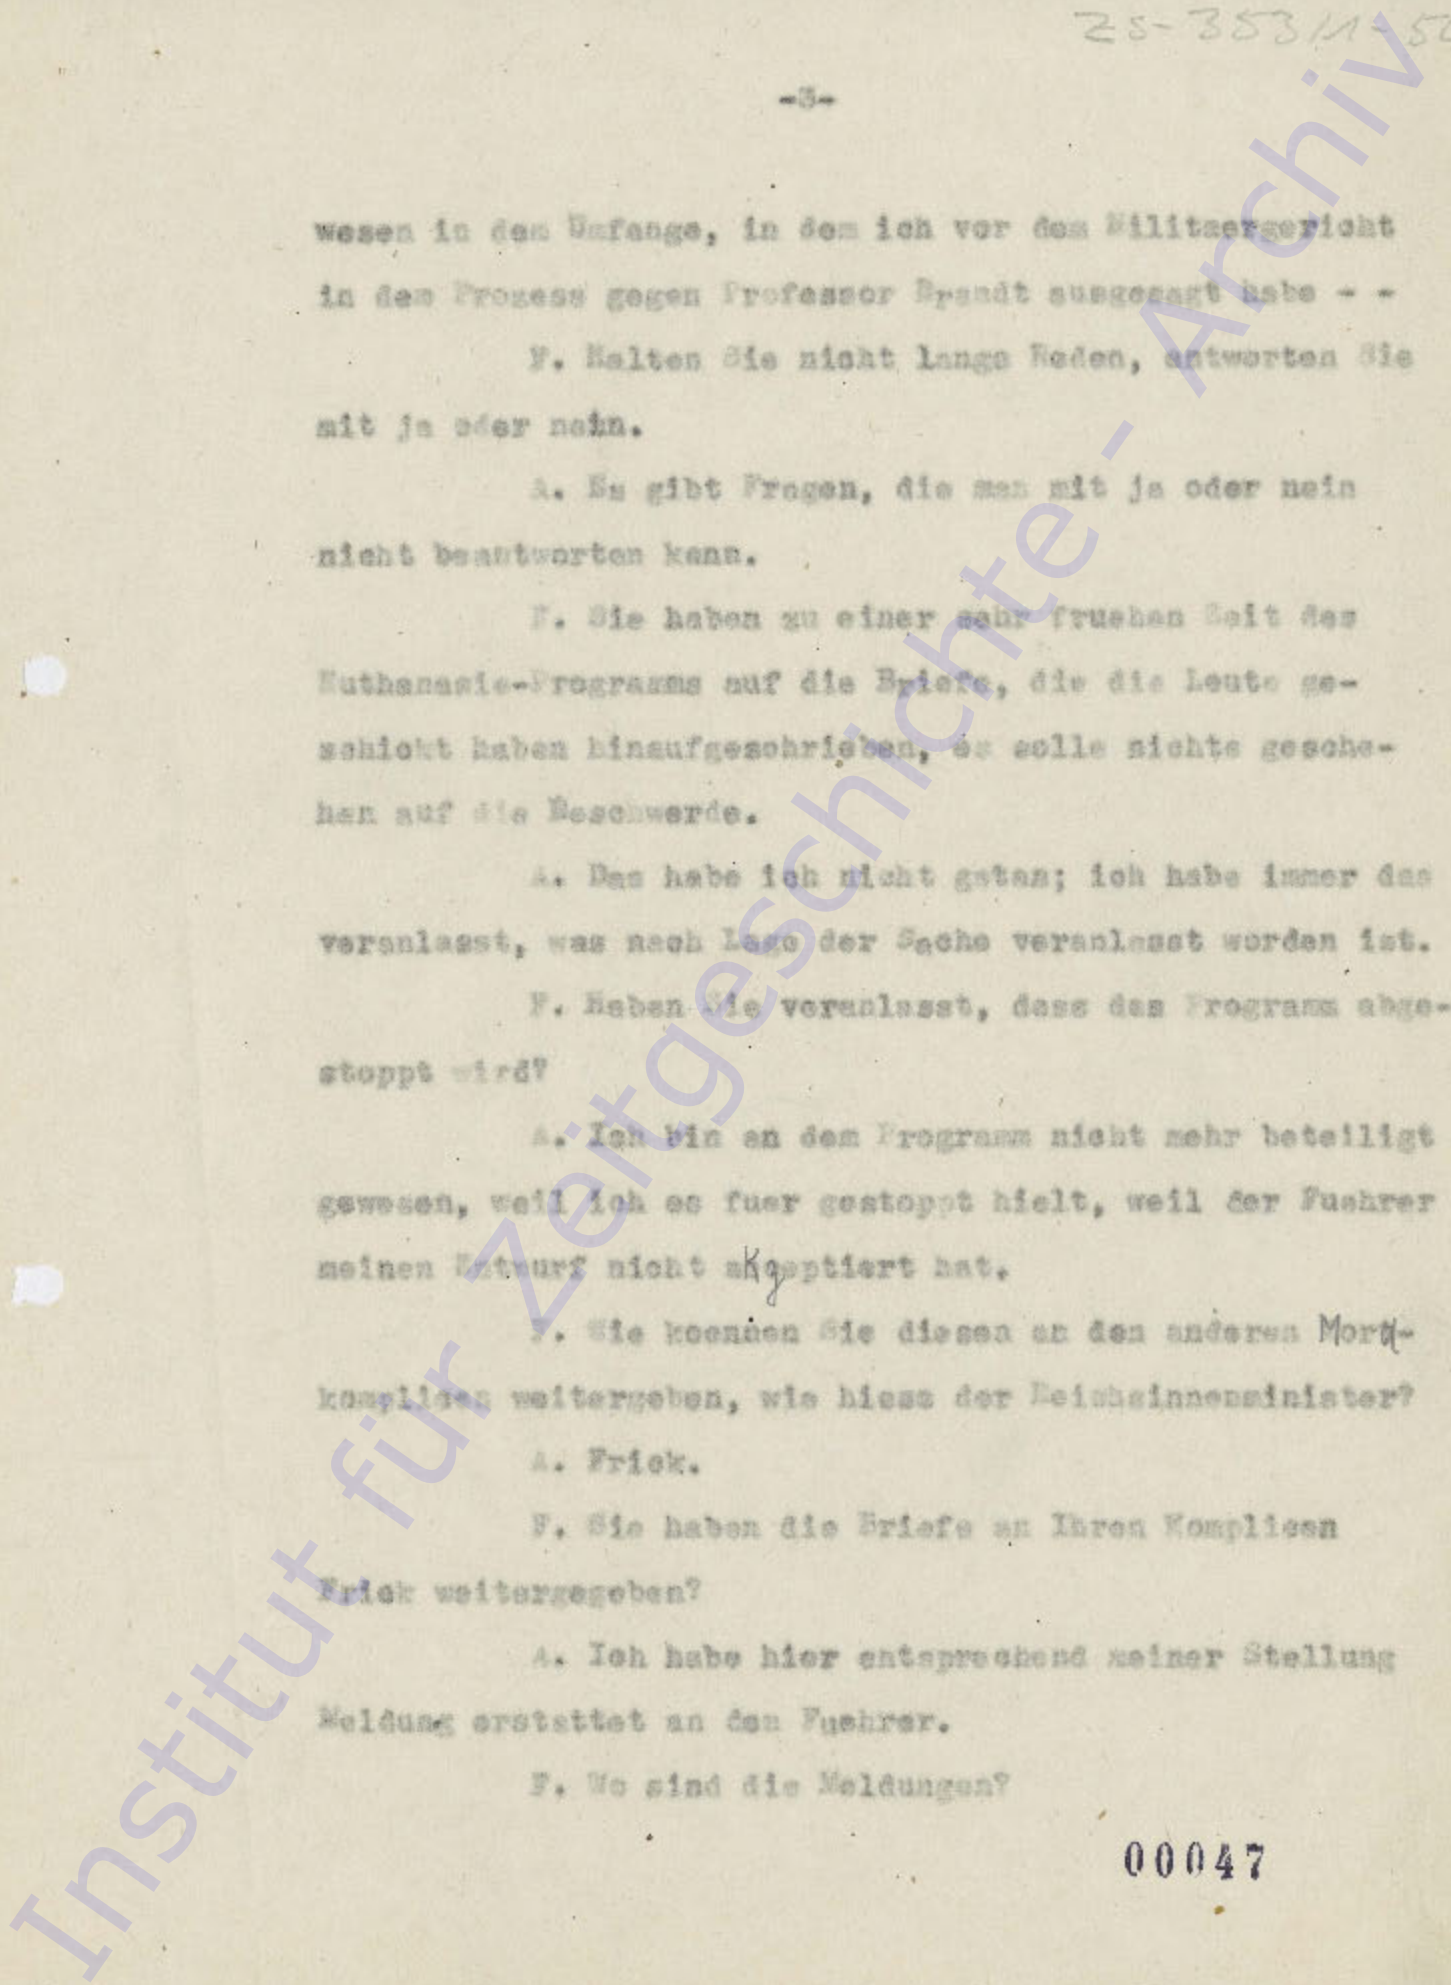 ZS-353/1-50
-3-
wesen in dem Umfange, in dem ich vor dem Militaergericht
in dem Prozess gegen Professor Brandt ausgesagt habe - -
F. Halten Sie nicht lange Reden, antworten Sie
mit ja oder nein.
A. Es gibt Fragen, die man mit ja oder nein
nicht beantworten kann.
F. Sie haben zu einer sehr fruehen Zeit des
Euthanasie-Programms auf die Briefe, die die Leute ge-
schickt haben hinaufgeschrieben, es solle nichts gesche-
hen auf die Beschwerde.
A. Das habe ich nicht getan; ich habe immer das
veranlasst, was nach Lage der Sache veranlasst worden ist.
F. Haben Sie veranlasst, dass das Programm abge-
stoppt wird?
A. Ich bin an dem Programm nicht mehr beteiligt
gewesen, weil ich es fuer gestoppt hielt, weil der Fuehrer
meinen Entwurf nicht akzeptiert hat.
F. Wie koennen Sie diesen an den anderen Mord-
komplizen weitergeben, wie hiess der Reichsinnenminister?
A. Frick.
F. Sie haben die Briefe an Ihren Komplizen
Frick weitergegeben?
A. Ich habe hier entsprechend meiner Stellung
Meldung erstattet an den Fuehrer.
F. Wo sind die Meldungen?
00047
Institut für Zeitgeschichte - Archiv